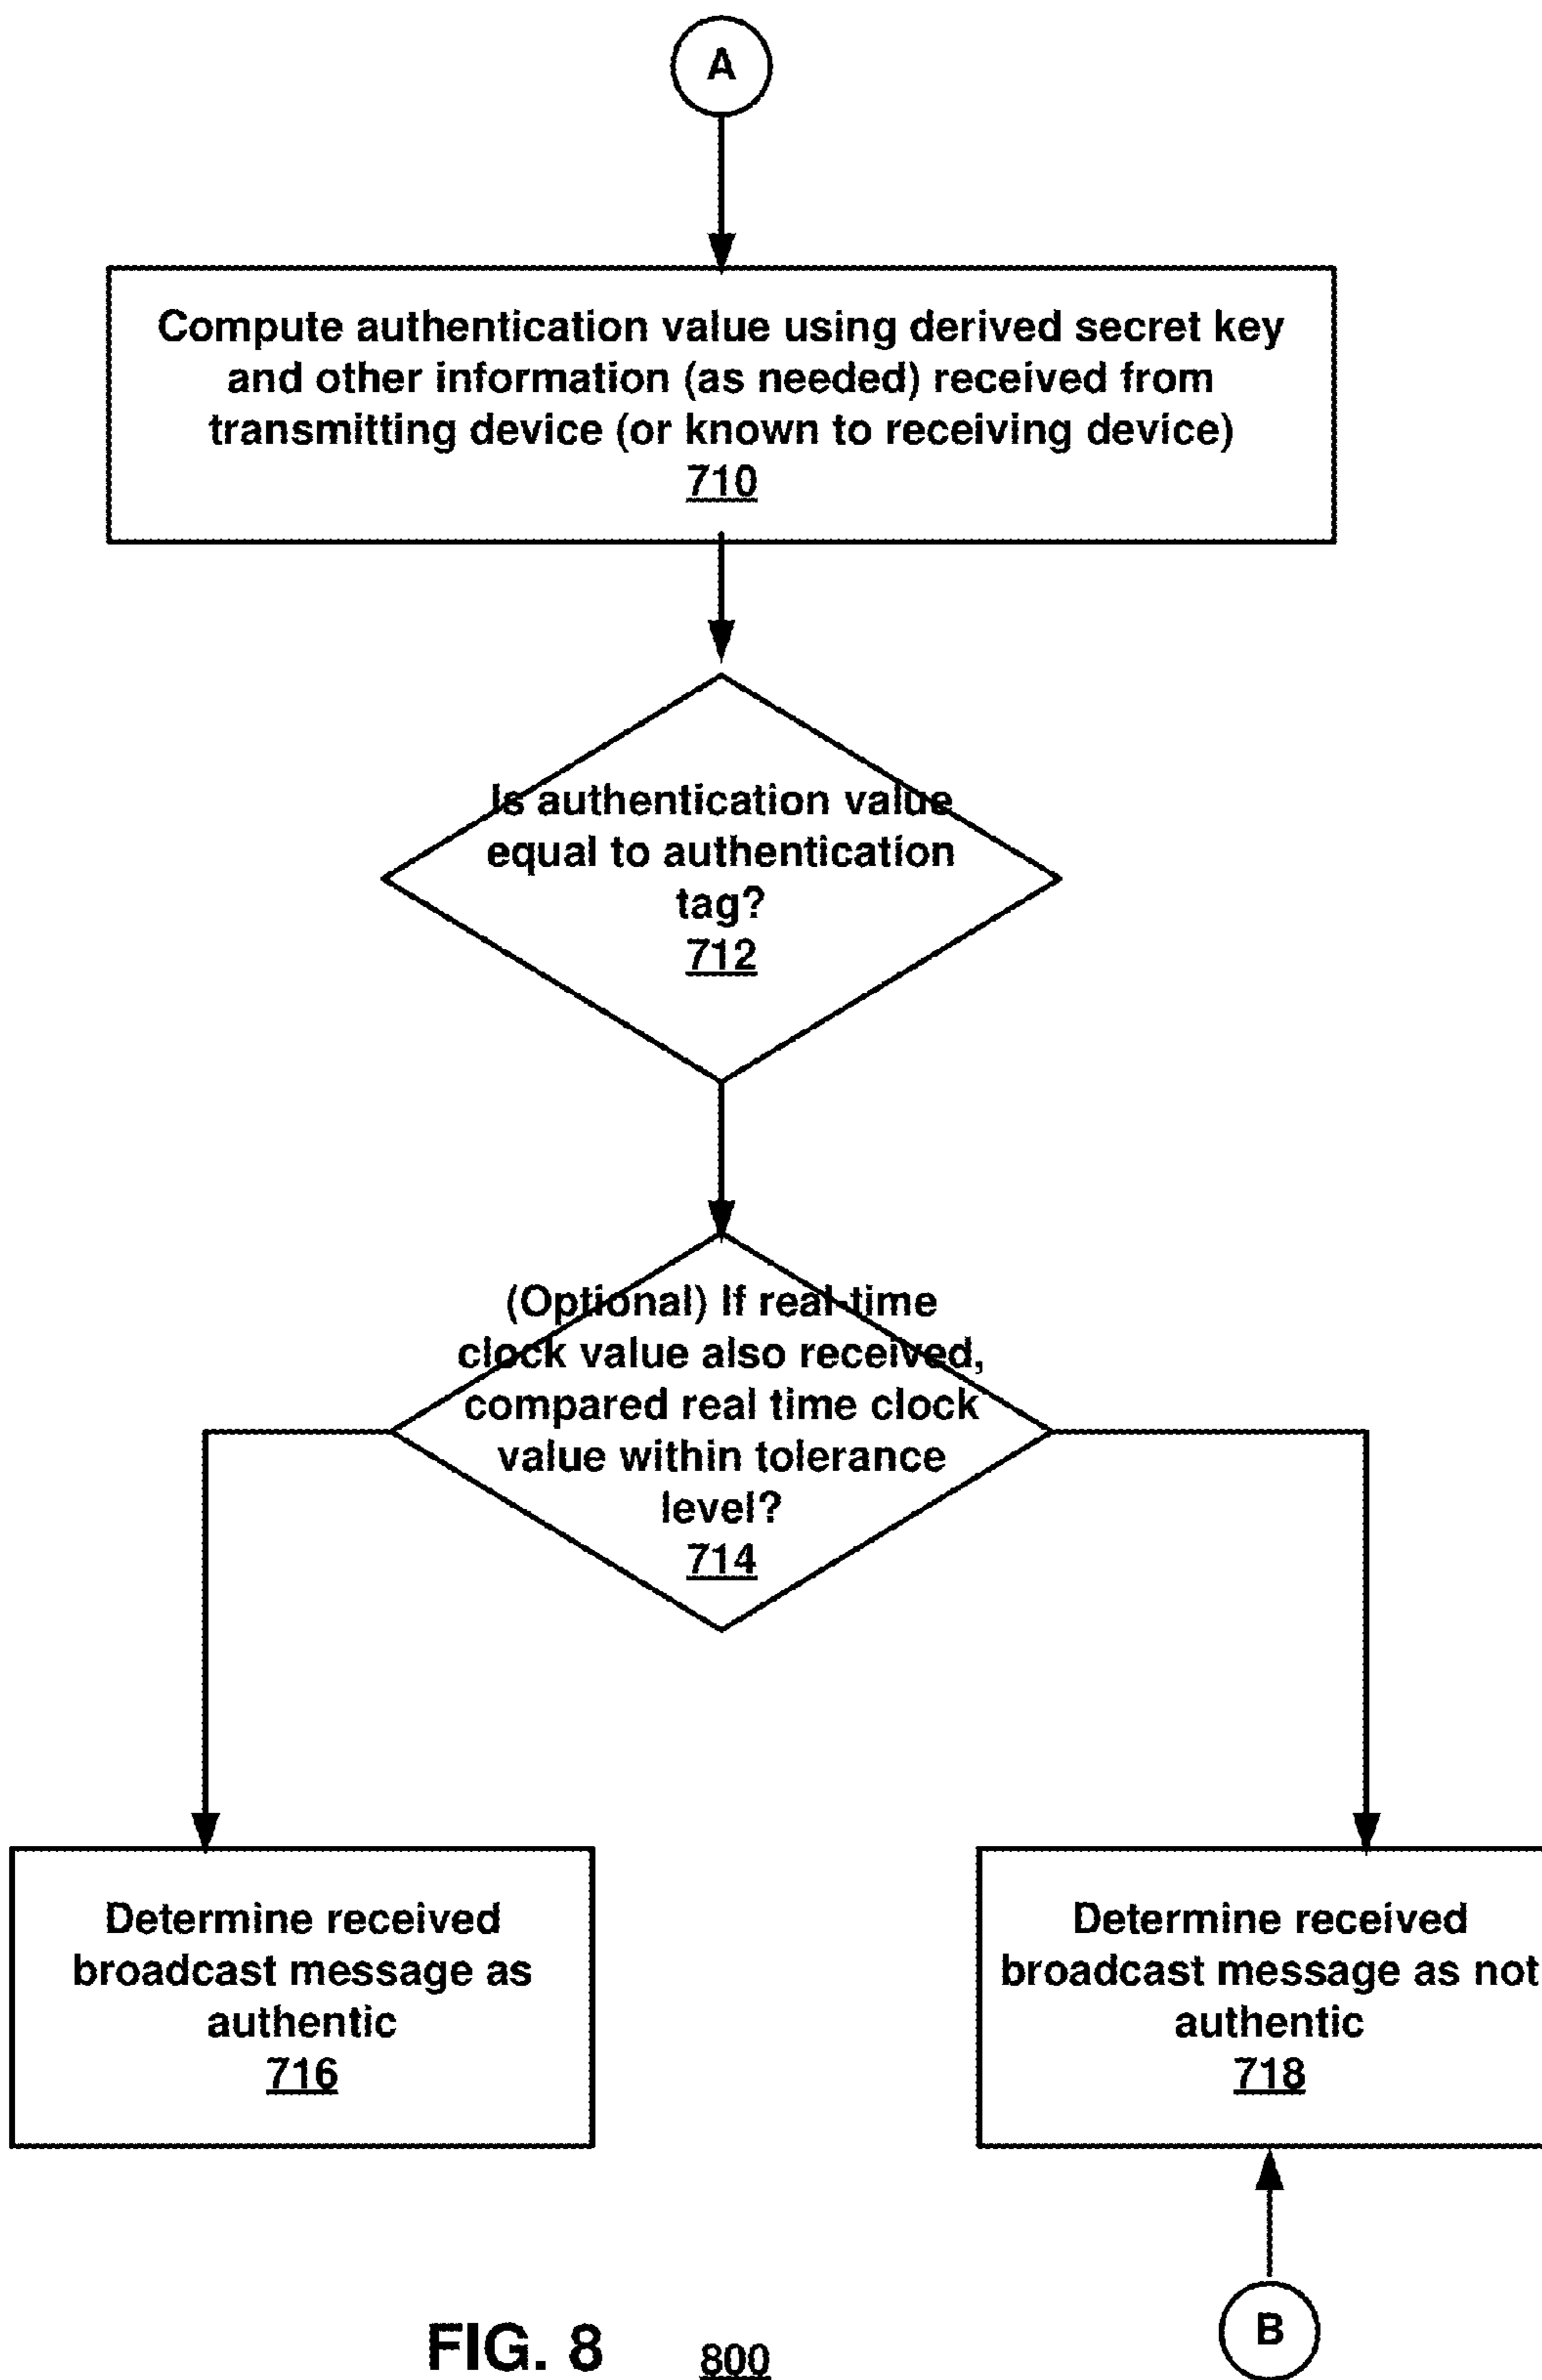 A
Compute authentication value using derived secret key
and other information (as needed) received from
transmitting device (or known to receiving device)
710
Is authentication value
equal to authentication
tag?
712
(Optional) If real-time
clock value also received,
compared real time clock
value within tolerance
level?
714
Determine received
broadcast message as
authentic
716
Determine received
broadcast message as not
authentic
718
B
FIG. 8 800